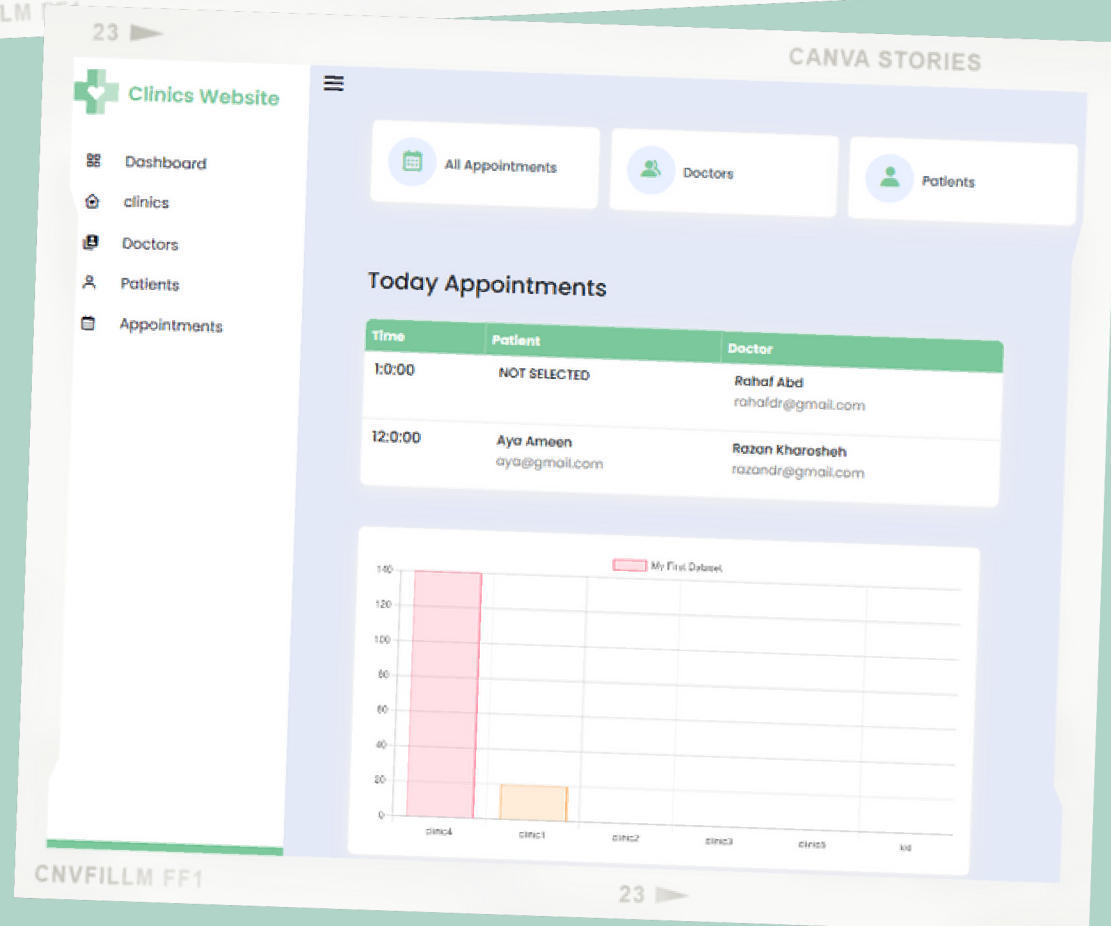 LM FF1
23
CANVA STORIES
Clinics Website
Dashboard
clinics
Doctors
Patients
Appointments
All Appointments
Doctors
Patients
Today Appointments
Time Patient Doctor
1:0:00 NOT SELECTED Rahaf Abd
rahafdr@gmail.com
12:0:00 Aya Ameen Razan Kharosheh
aya@gmail.com razandr@gmail.com
My First Dataset
140
120
100
80
60
40
20
0
clinic4 clinic1 clinic2 clinic3 clinic5 kid
CNVFILLM FF1
23